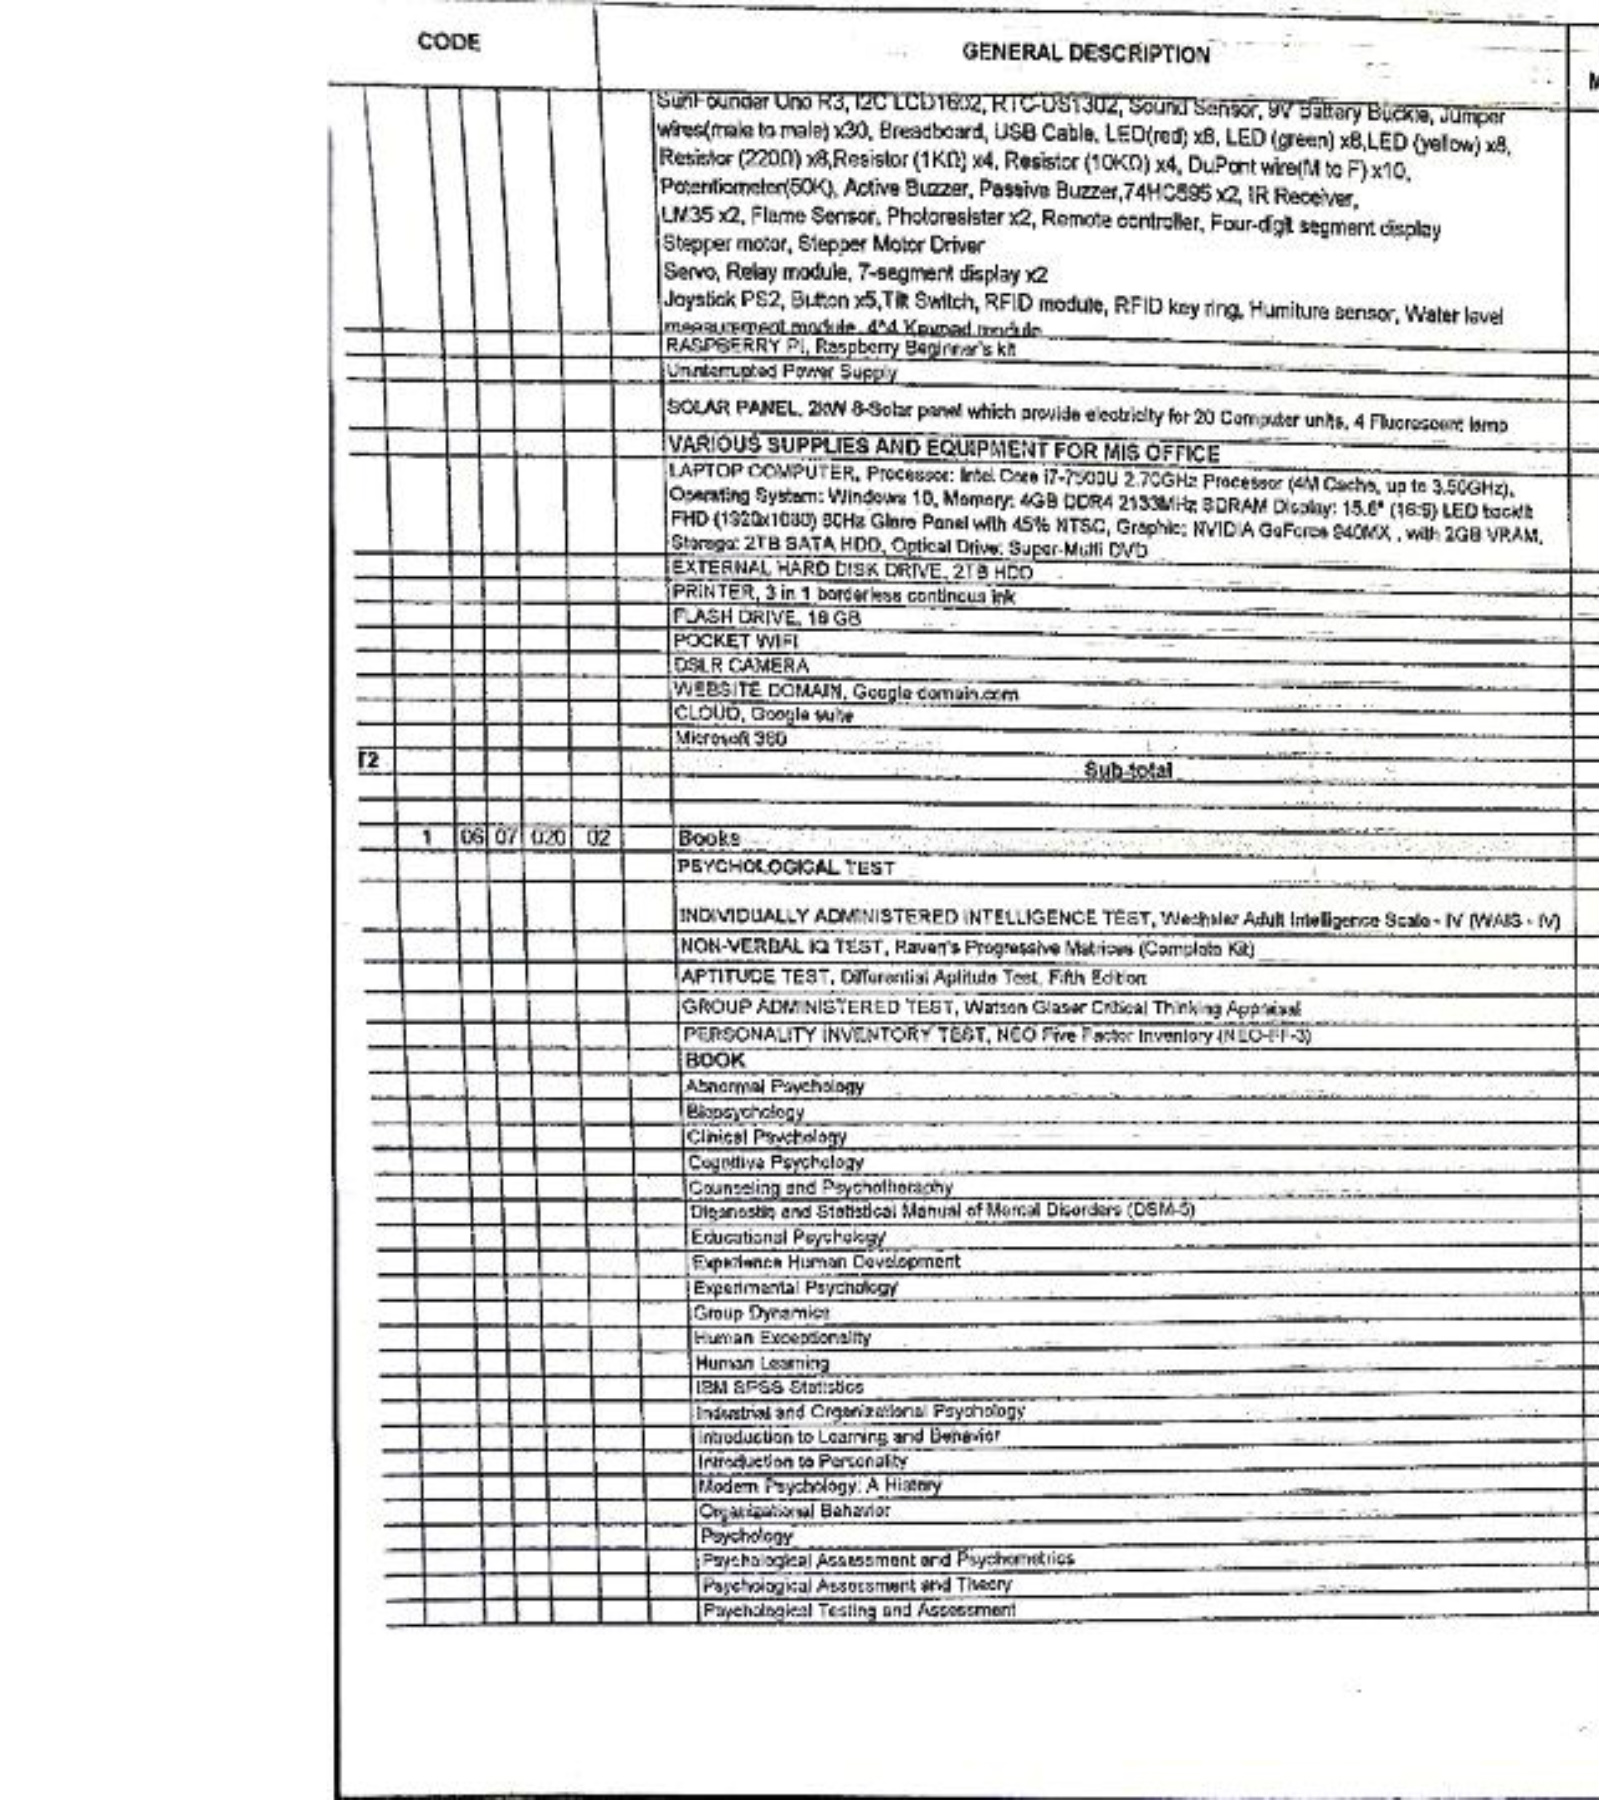 CODE
GENERAL DESCRIPTION
M
SunFounder Uno R3, I2C LCD1602, RTC-DS1302, Sound Sensor, 9V Battery Buckle, Jumper
wires(male to male) x30, Breadboard, USB Cable, LED(red) x8, LED (green) x8,LED (yellow) x8,
Resistor (220Ω) x8,Resistor (1KΩ) x4, Resistor (10KΩ) x4, DuPont wire(M to F) x10,
Potentiometer(50K), Active Buzzer, Passive Buzzer,74HC595 x2, IR Receiver,
LM35 x2, Flame Sensor, Photoresister x2, Remote controller, Four-digit segment display
Stepper motor, Stepper Motor Driver
Servo, Relay module, 7-segment display x2
Joystick PS2, Button x5,Tilt Switch, RFID module, RFID key ring, Humiture sensor, Water level
measurement module, 4*4 Keypad module
RASPBERRY PI, Raspberry Beginner's kit
Uninterrupted Power Supply
SOLAR PANEL, 2kW 8-Solar panel which provide electricity for 20 Computer units, 4 Fluorescent lamp
VARIOUS SUPPLIES AND EQUIPMENT FOR MIS OFFICE
LAPTOP COMPUTER, Processor: Intel Core i7-7500U 2.70GHz Processor (4M Cache, up to 3.50GHz),
Operating System: Windows 10, Memory: 4GB DDR4 2133MHz SDRAM Display: 15.6" (16:9) LED backlit
FHD (1920x1080) 60Hz Glare Panel with 45% NTSC, Graphic: NVIDIA GeForce 940MX , with 2GB VRAM,
Storage: 2TB SATA HDD, Optical Drive: Super-Multi DVD
EXTERNAL HARD DISK DRIVE, 2TB HDD
PRINTER, 3 in 1 borderless continous ink
FLASH DRIVE, 16 GB
POCKET WIFI
DSLR CAMERA
WEBSITE DOMAIN, Google domain.com
CLOUD, Google suite
Microsoft 360
T2
Sub-total
1 06 07 020 02 Books
PSYCHOLOGICAL TEST
INDIVIDUALLY ADMINISTERED INTELLIGENCE TEST, Wechsler Adult Intelligence Scale - IV (WAIS - IV)
NON-VERBAL IQ TEST, Raven's Progressive Matrices (Complete Kit)
APTITUDE TEST, Differential Aptitute Test, Fifth Edition
GROUP ADMINISTERED TEST, Watson Glaser Critical Thinking Appraisal
PERSONALITY INVENTORY TEST, NEO Five Factor Inventory (NEO-FF-3)
BOOK
Abnormal Psychology
Biopsychology
Clinical Psychology
Cognitive Psychology
Counseling and Psychotheraphy
Diganostic and Statistical Manual of Mental Disorders (DSM-5)
Educational Psychology
Experience Human Development
Experimental Psychology
Group Dynamics
Human Exceptionality
Human Learning
IBM SPSS Statistics
Industrial and Organizational Psychology
Introduction to Learning and Behavior
Introduction to Personality
Modern Psychology: A History
Organizational Behavior
Psychology
Psychological Assessment and Psychometrics
Psychological Assessment and Theory
Psychological Testing and Assessment